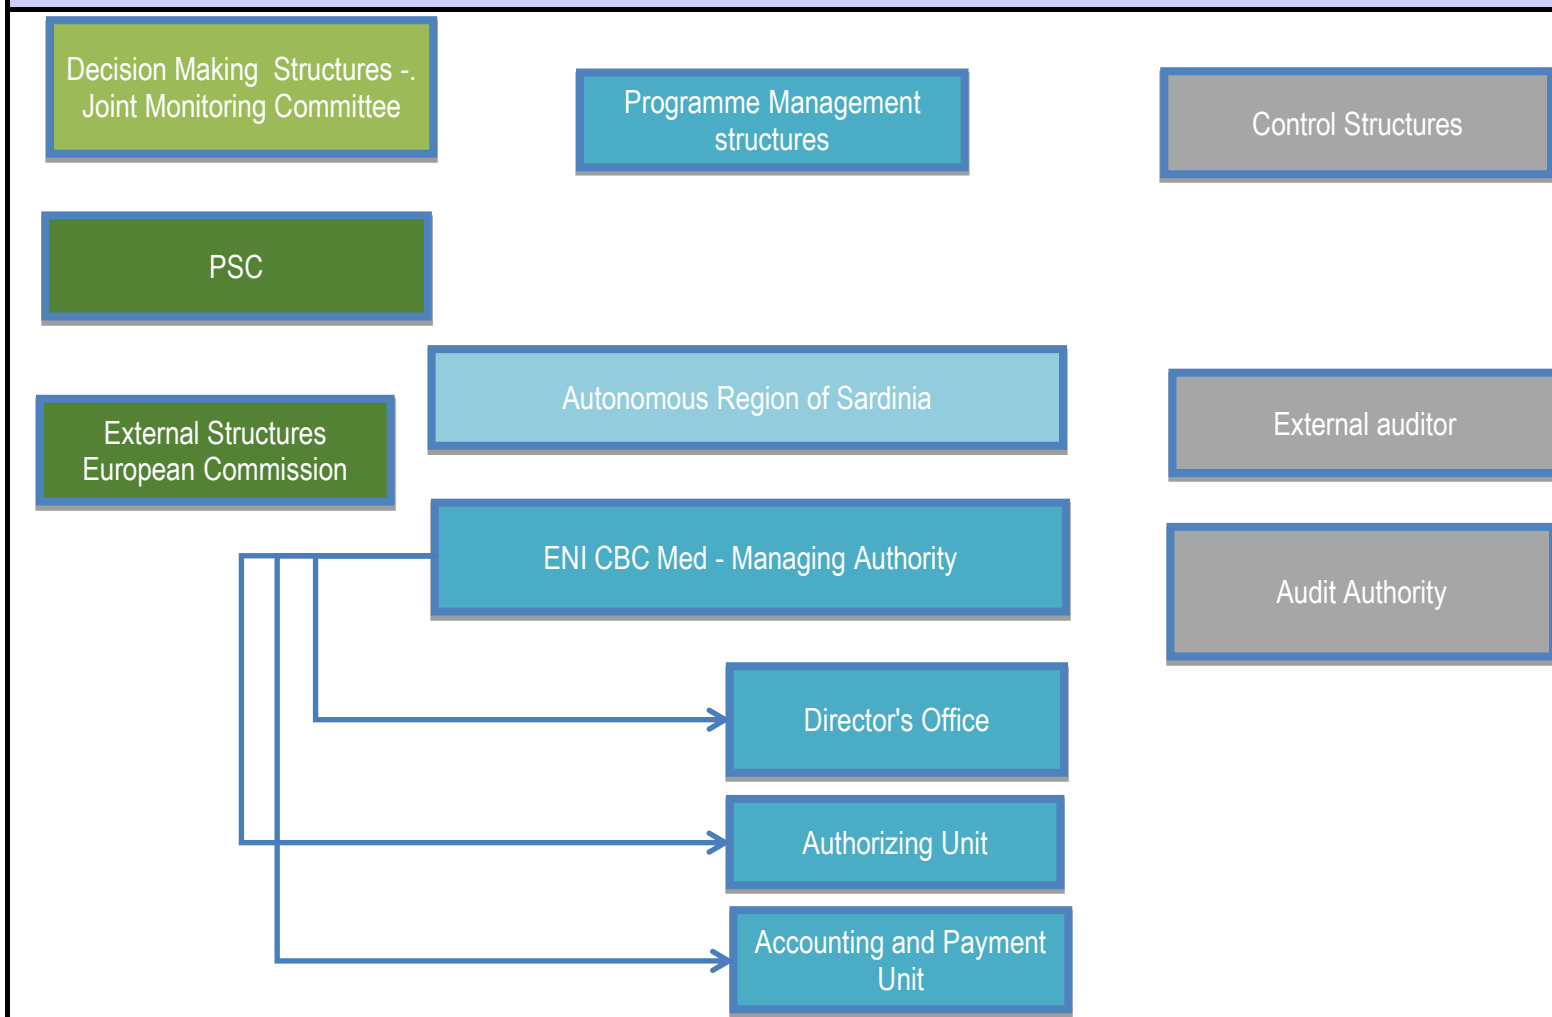 Decision Making  Structures -.
Joint Monitoring Committee
Programme Management
structures
Control Structures
PSC
Autonomous Region of Sardinia
External Structures
European Commission
External auditor
ENI CBC Med - Managing Authority
Audit Authority
Director's Office
Authorizing Unit
Accounting and Payment
Unit